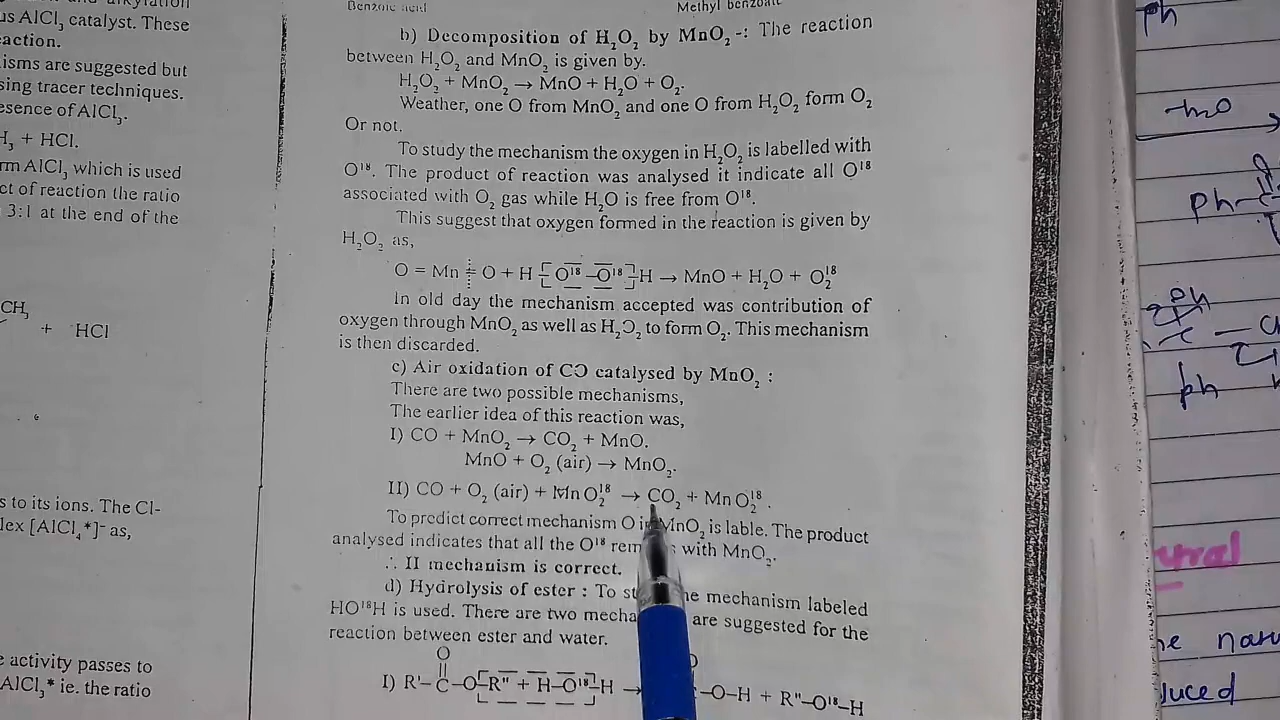 us AlCl₃ catalyst. These
eaction.
isms are suggested but
sing tracer techniques.
esence of AlCl₃.
H₃ + HCl.
rm AlCl₃ which is used
ct of reaction the ratio
3:1 at the end of the
CH₃
+ HCl
s to its ions. The Cl-
lex [AlCl₄*]⁻ as,
e activity passes to
AlCl₃* ie. the ratio
Benzoic acid Methyl benzoate
b) Decomposition of H₂O₂ by MnO₂ -: The reaction
between H₂O₂ and MnO₂ is given by.
H₂O₂ + MnO₂ → MnO + H₂O + O₂.
Weather, one O from MnO₂ and one O from H₂O₂ form O₂
Or not.
To study the mechanism the oxygen in H₂O₂ is labelled with
O¹⁸. The product of reaction was analysed it indicate all O¹⁸
associated with O₂ gas while H₂O is free from O¹⁸.
This suggest that oxygen formed in the reaction is given by
H₂O₂ as,
O = Mn = O + H [O¹⁸ – O¹⁸] H → MnO + H₂O + O₂¹⁸
In old day the mechanism accepted was contribution of
oxygen through MnO₂ as well as H₂O₂ to form O₂. This mechanism
is then discarded.
c) Air oxidation of CO catalysed by MnO₂ :
There are two possible mechanisms,
The earlier idea of this reaction was,
I) CO + MnO₂ → CO₂ + MnO.
MnO + O₂ (air) → MnO₂.
II) CO + O₂ (air) + MnO₂¹⁸ → CO₂ + MnO₂¹⁸.
To predict correct mechanism O in MnO₂ is lable. The product
analysed indicates that all the O¹⁸ rem s with MnO₂.
∴ II mechanism is correct.
d) Hydrolysis of ester : To st he mechanism labeled
HO¹⁸H is used. There are two mecha are suggested for the
reaction between ester and water.
O
I) R'–C–O–[R" + H–O¹⁸]–H → –O–H + R"–O¹⁸–H
ph
ph–
oh
ph
ne
duced